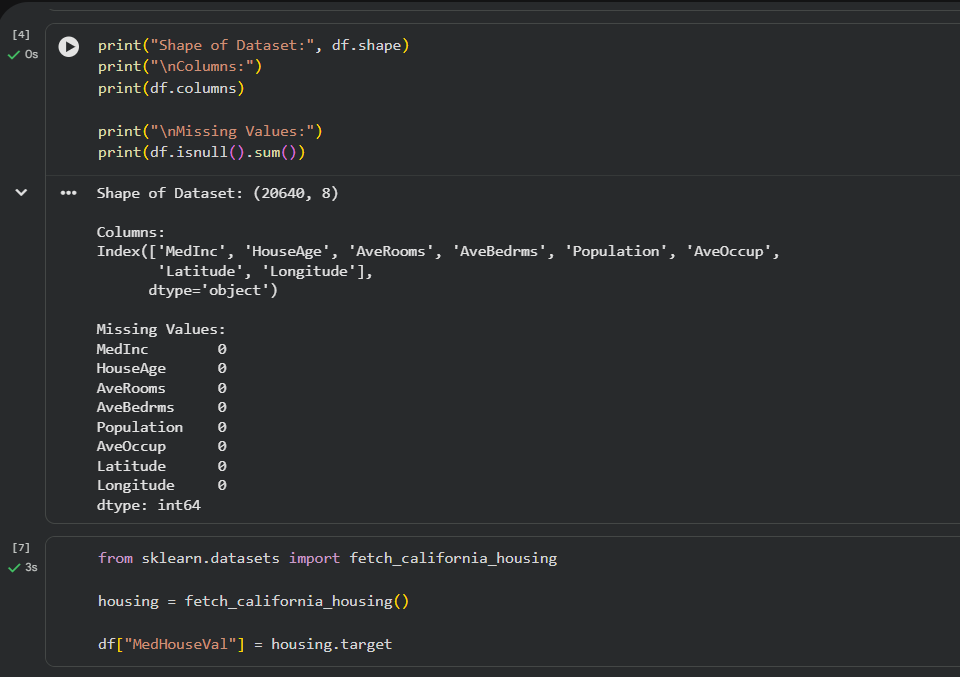 [4]
0s
print("Shape of Dataset:", df.shape)
print("\nColumns:")
print(df.columns)
print("\nMissing Values:")
print(df.isnull().sum())
Shape of Dataset: (20640, 8)
Columns:
Index(['MedInc', 'HouseAge', 'AveRooms', 'AveBedrms', 'Population', 'AveOccup',
       'Latitude', 'Longitude'],
      dtype='object')
Missing Values:
MedInc        0
HouseAge      0
AveRooms      0
AveBedrms     0
Population    0
AveOccup      0
Latitude      0
Longitude     0
dtype: int64
[7]
3s
from sklearn.datasets import fetch_california_housing
housing = fetch_california_housing()
df["MedHouseVal"] = housing.target